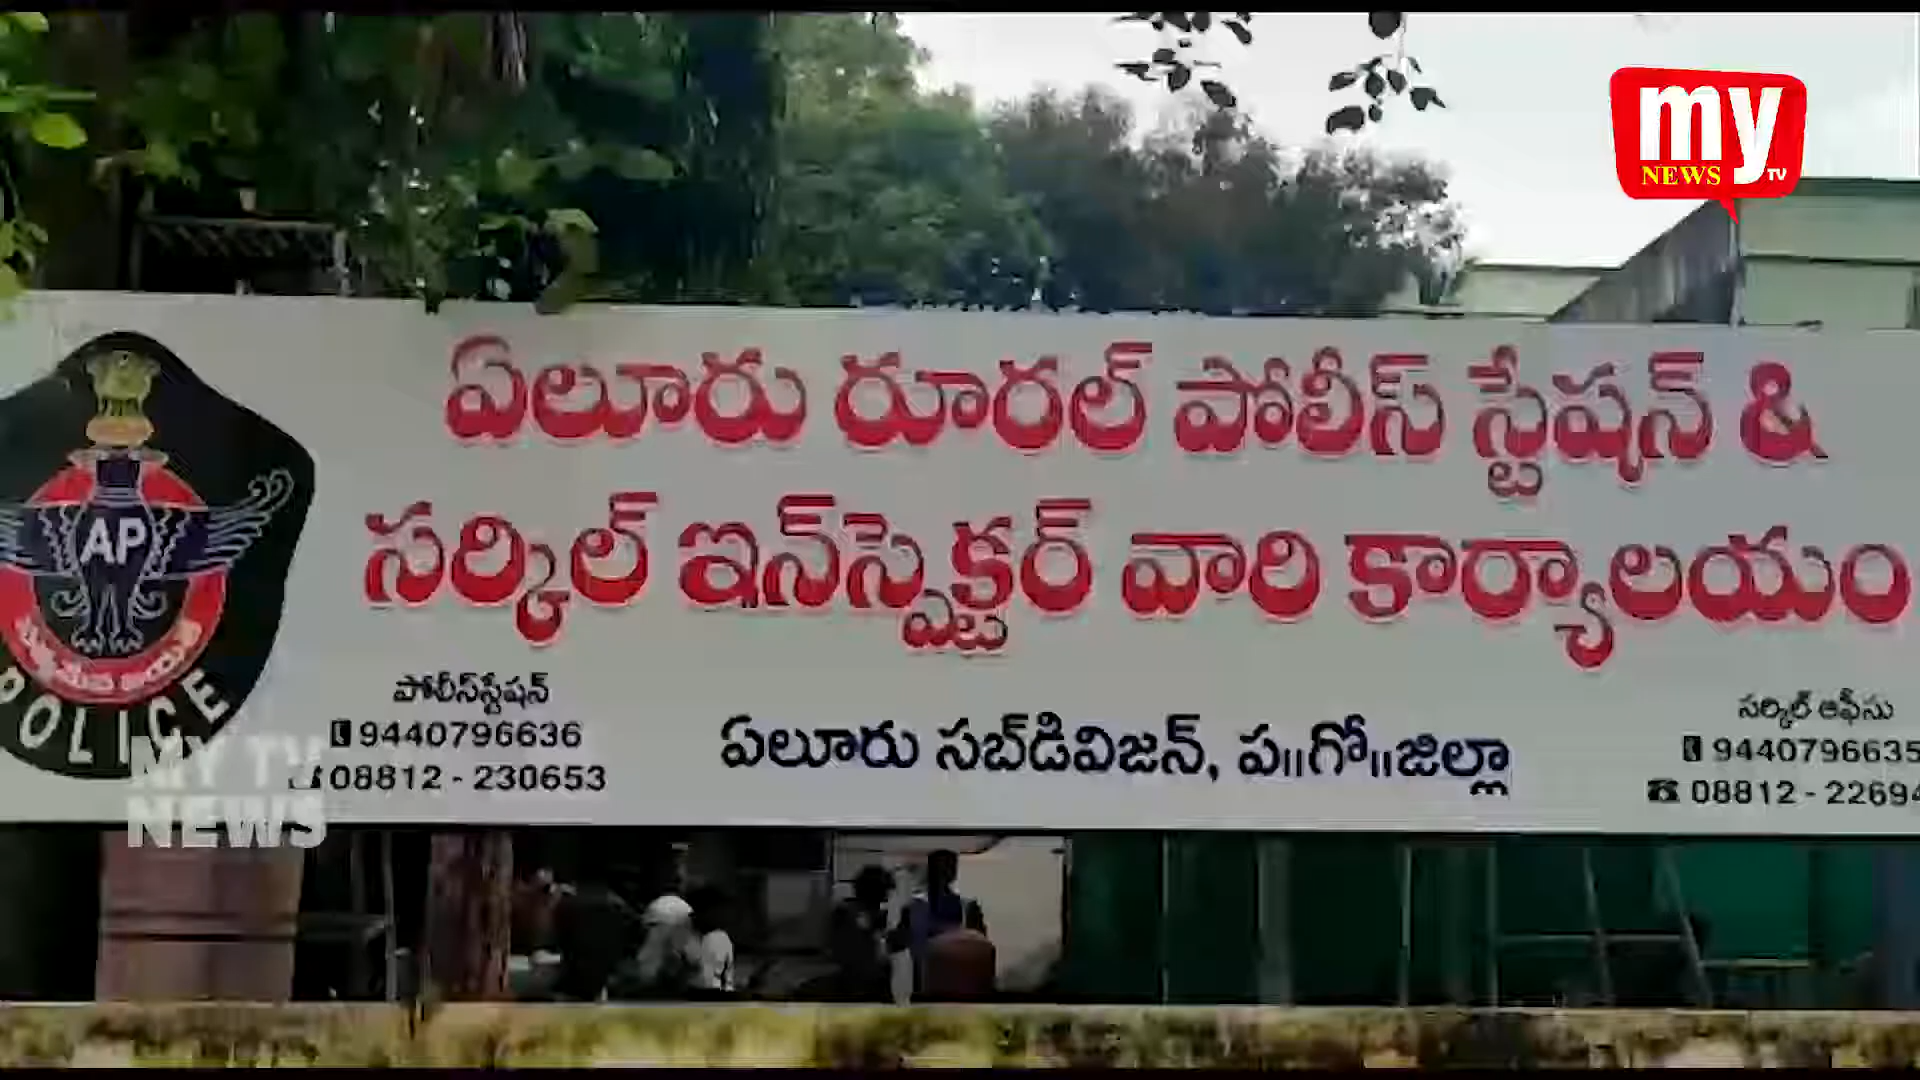 my
NEWS TV
ఏలూరు రూరల్ పోలీస్ స్టేషన్ &
సర్కిల్ ఇన్‌స్పెక్టర్ వారి కార్యాలయం
AP
POLICE
పోలీస్‌స్టేషన్
9440796636
08812 - 230653
ఏలూరు సబ్‌డివిజన్, ప॥గో॥జిల్లా
సర్కిల్ ఆఫీసు
9440796635
08812 - 22694
MY TV
NEWS